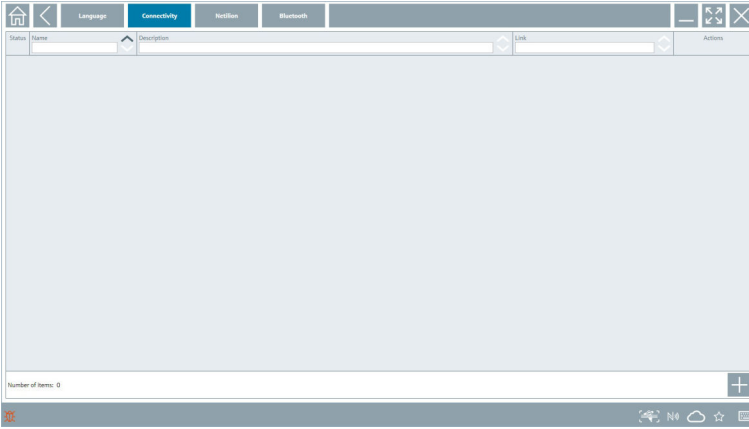 Language Connectivity Netilion Bluetooth
Status Name Description Link Actions
Number of items: 0